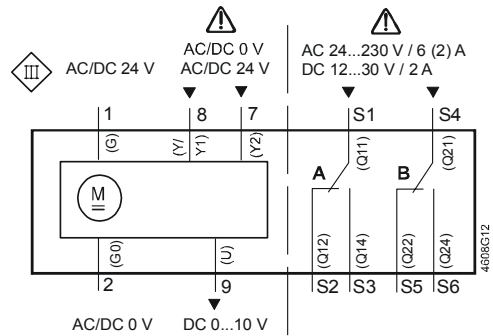 AC/DC 0 V
AC 24...230 V / 6 (2) A
III
AC/DC 24 V
AC/DC 24 V
DC 12...30 V / 2 A
1
8
7
S1
S4
(G)
(Y/
Y1)
(Y2)
(Q11)
(Q21)
A
B
M
(G0)
(U)
(Q12)
(Q14)
(Q22)
(Q24)
2
9
S2
S3
S5
S6
AC/DC 0 V
DC 0...10 V
4608G12